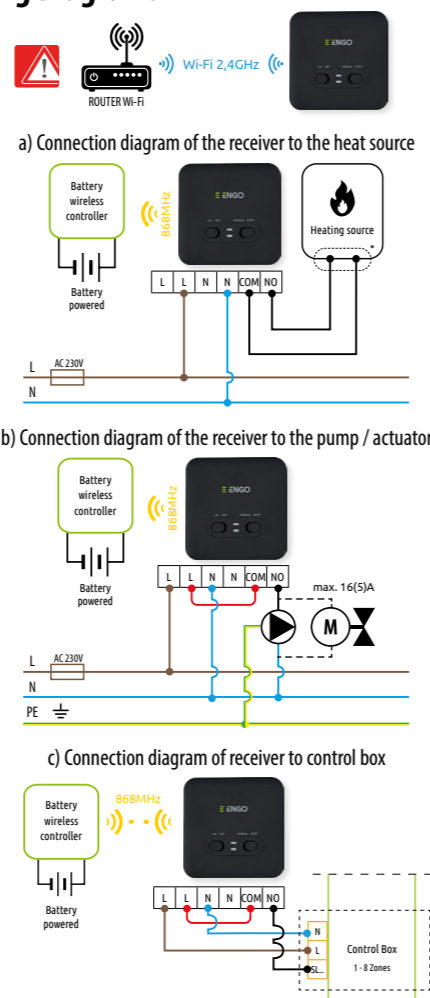 ENGO
ROUTER Wi-Fi
Wi-Fi 2,4GHz
a) Connection diagram of the receiver to the heat source
Battery
wireless
controller
868MHz
ENGO
Heating source
*
Battery
powered
L L N N COM NO
L AC 230V
N
b) Connection diagram of the receiver to the pump / actuator
Battery
wireless
controller
868MHz
ENGO
Battery
powered
L L N N COM NO
max. 16(5)A
M
L AC 230V
N
PE
c) Connection diagram of receiver to control box
Battery
wireless
controller
868MHz
ENGO
Battery
powered
L L N N COM NO
N
L
SL..
Control Box
1 - 8 Zones